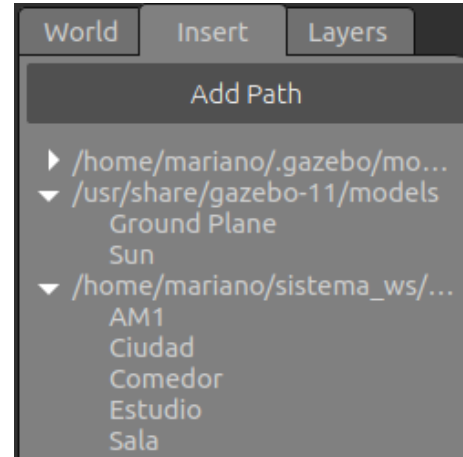 World Insert Layers
Add Path
/home/mariano/.gazebo/mo...
/usr/share/gazebo-11/models
Ground Plane
Sun
/home/mariano/sistema_ws/...
AM1
Ciudad
Comedor
Estudio
Sala